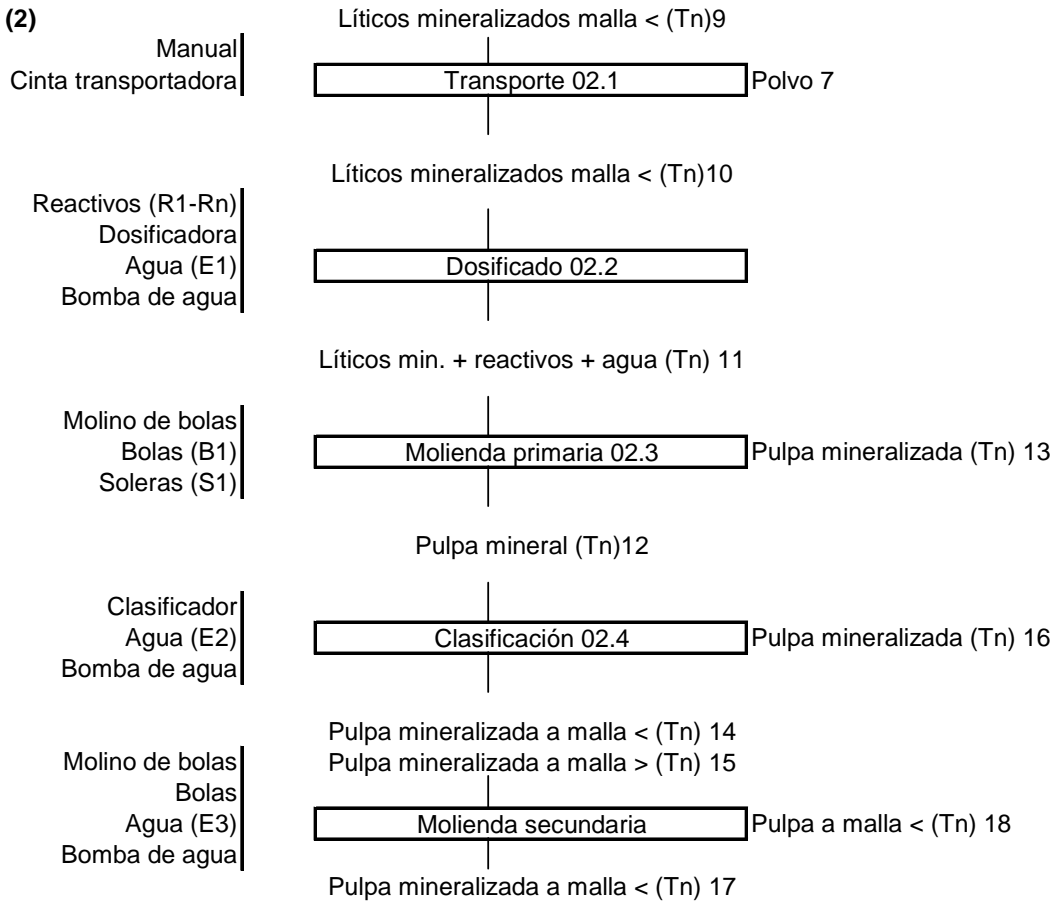 (2)
Líticos mineralizados malla < (Tn)9
Manual
Cinta transportadora
Transporte 02.1
Polvo 7
Líticos mineralizados malla < (Tn)10
Reactivos (R1-Rn)
Dosificadora
Agua (E1)
Bomba de agua
Dosificado 02.2
Líticos min. + reactivos + agua (Tn) 11
Molino de bolas
Bolas (B1)
Soleras (S1)
Molienda primaria 02.3
Pulpa mineralizada (Tn) 13
Pulpa mineral (Tn)12
Clasificador
Agua (E2)
Bomba de agua
Clasificación 02.4
Pulpa mineralizada (Tn) 16
Pulpa mineralizada a malla < (Tn) 14
Pulpa mineralizada a malla > (Tn) 15
Molino de bolas
Bolas
Agua (E3)
Bomba de agua
Molienda secundaria
Pulpa a malla < (Tn) 18
Pulpa mineralizada a malla < (Tn) 17